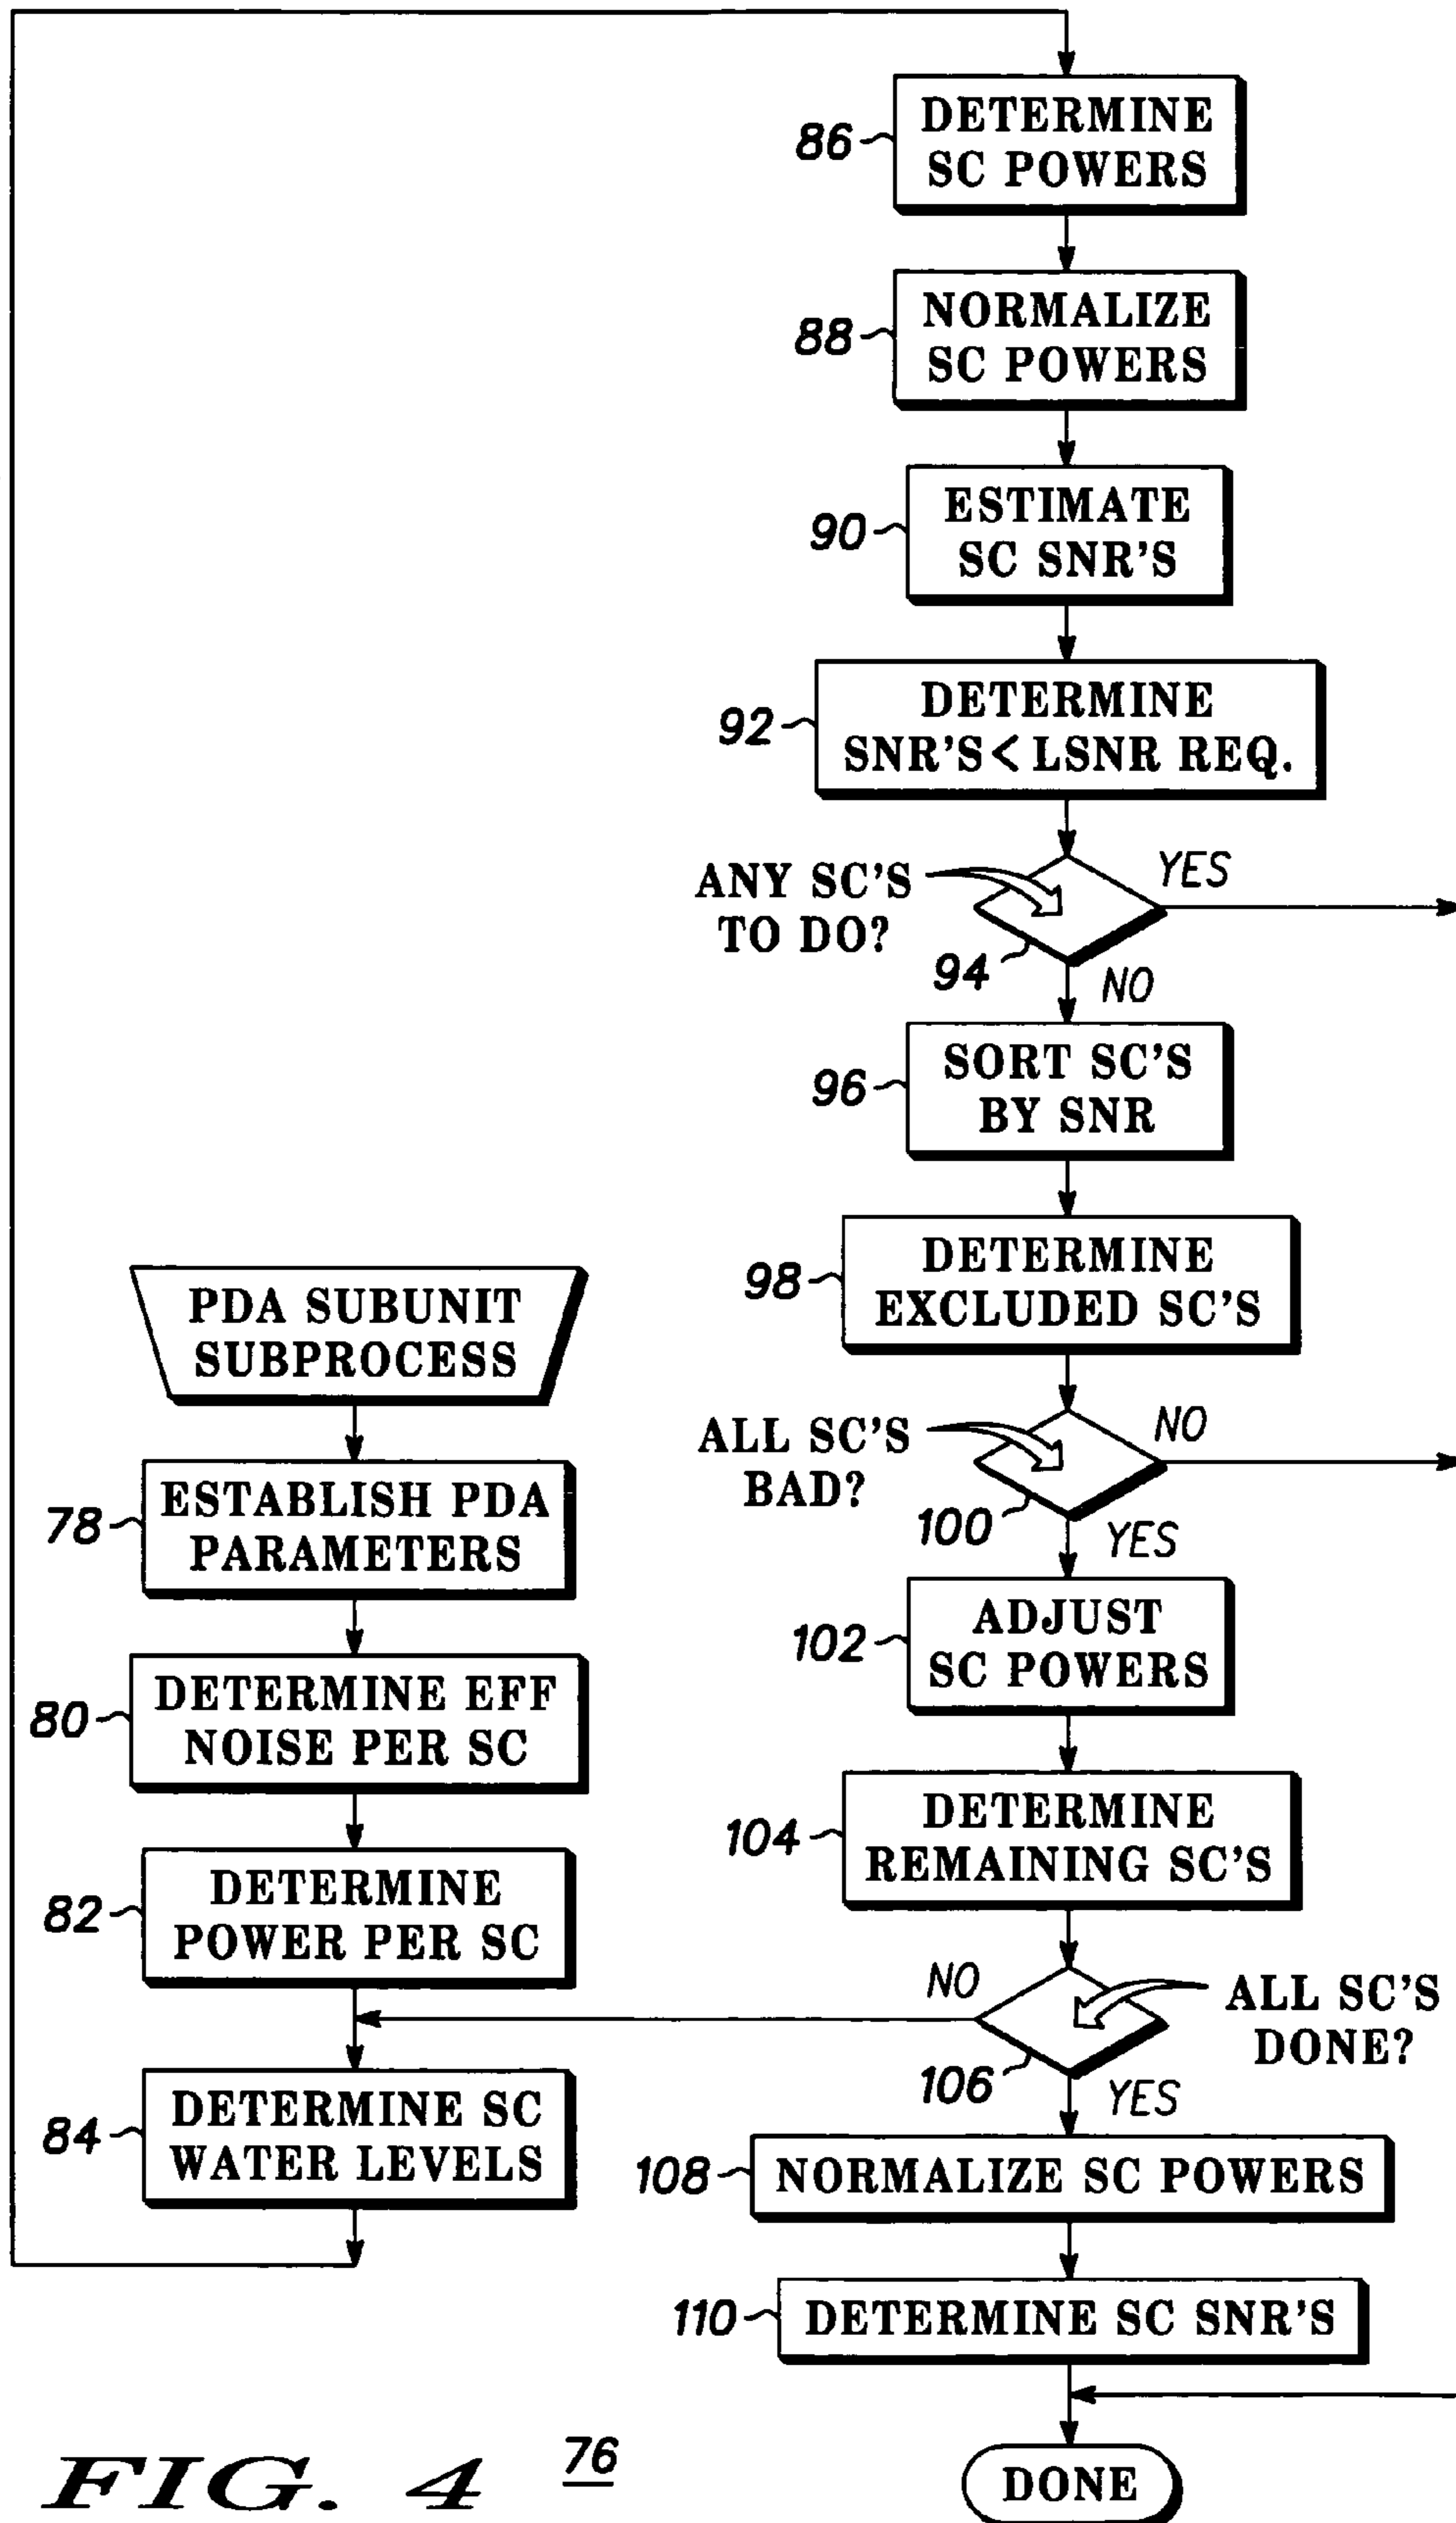 PDA SUBUNIT
SUBPROCESS
78
ESTABLISH PDA
PARAMETERS
80
DETERMINE EFF
NOISE PER SC
82
DETERMINE
POWER PER SC
84
DETERMINE SC
WATER LEVELS
86
DETERMINE
SC POWERS
88
NORMALIZE
SC POWERS
90
ESTIMATE
SC SNR'S
92
DETERMINE
SNR'S < LSNR REQ.
ANY SC'S
TO DO?
94
YES
NO
96
SORT SC'S
BY SNR
98
DETERMINE
EXCLUDED SC'S
ALL SC'S
BAD?
100
NO
YES
102
ADJUST
SC POWERS
104
DETERMINE
REMAINING SC'S
NO
ALL SC'S
DONE?
106
YES
108
NORMALIZE SC POWERS
110
DETERMINE SC SNR'S
DONE
FIG. 4
76